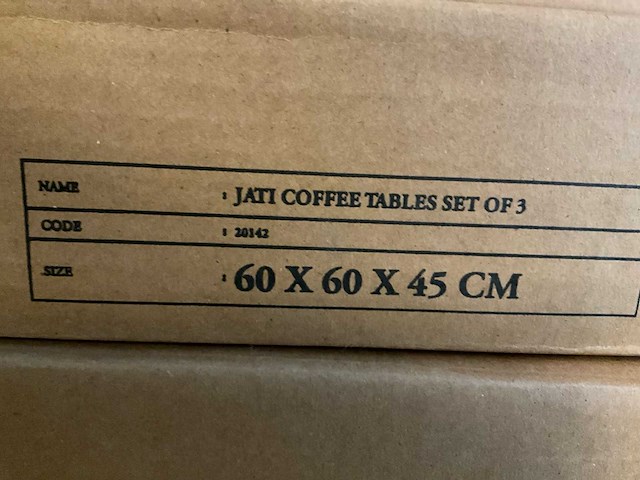 NAME : JATI COFFEE TABLES SET OF 3
CODE : 20142
SIZE : 60 X 60 X 45 CM